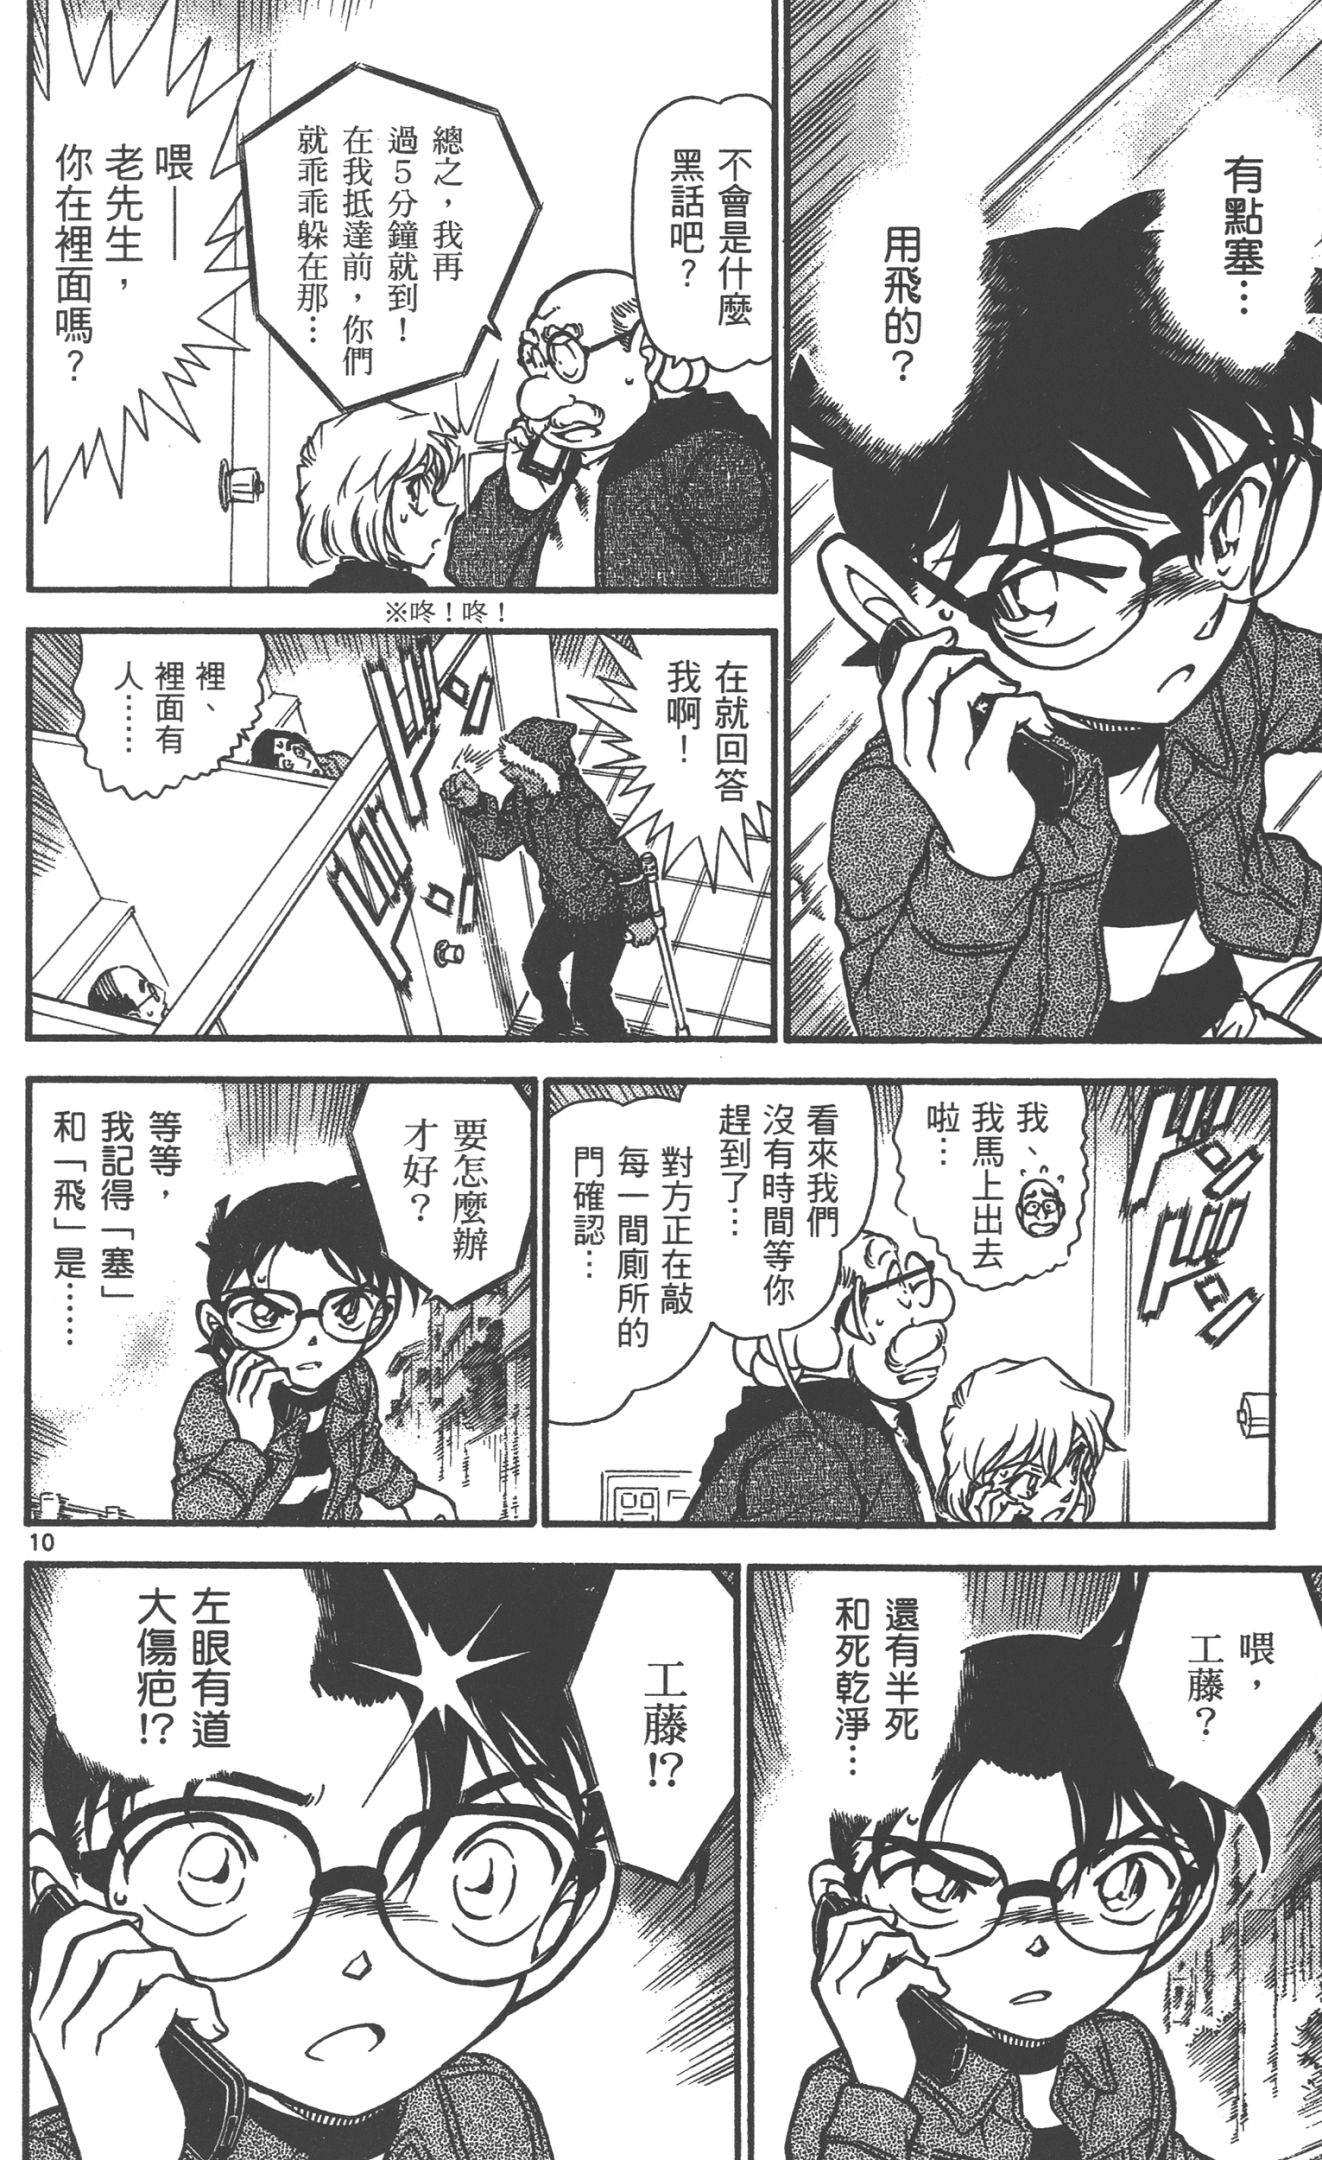 有點塞…
用飛的？
不會是什麼
黑話吧？
總之，我再
過5分鐘就到！
在我抵達前，你們
就乖乖躲在那…
喂——
老先生，
你在裡面嗎？
※咚！咚！
在就回答
我啊！
裡、
裡面有
人……
我、
我馬上出去
啦…
看來我們
沒有時間等你
趕到了…
對方正在敲
每一間廁所的
門確認…
要怎麼辦
才好？
等等，
我記得「塞」
和「飛」是……
10
喂，
工藤？
還有半死
和死乾淨…
工藤!?
左眼有道
大傷疤!?